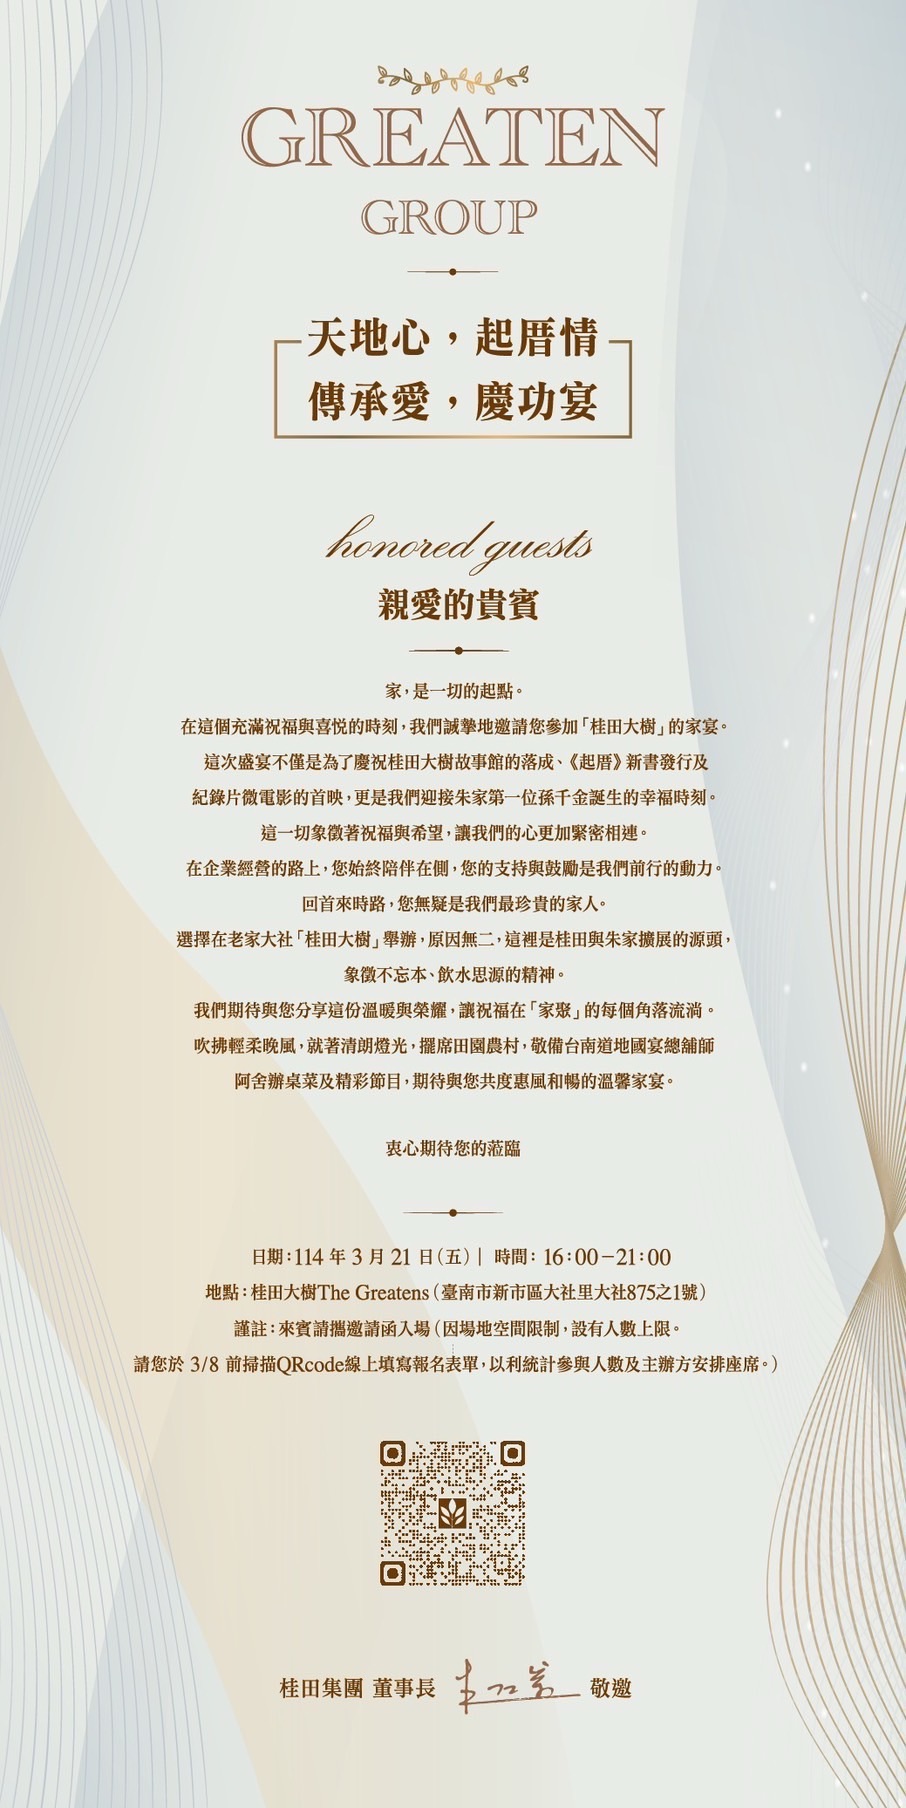 GREATEN
GROUP
天地心，起厝情
傳承愛，慶功宴
honored guests
親愛的貴賓
家，是一切的起點。
在這個充滿祝福與喜悅的時刻，我們誠摯地邀請您參加「桂田大樹」的家宴。
這次盛宴不僅是為了慶祝桂田大樹故事館的落成、《起厝》新書發行及
紀錄片微電影的首映，更是我們迎接朱家第一位孫千金誕生的幸福時刻。
這一切象徵著祝福與希望，讓我們的心更加緊密相連。
在企業經營的路上，您始終陪伴在側，您的支持與鼓勵是我們前行的動力。
回首來時路，您無疑是我們最珍貴的家人。
選擇在老家大社「桂田大樹」舉辦，原因無二，這裡是桂田與朱家擴展的源頭，
象徵不忘本、飲水思源的精神。
我們期待與您分享這份溫暖與榮耀，讓祝福在「家聚」的每個角落流淌。
吹拂輕柔晚風，就著清朗燈光，擺席田園農村，敬備台南道地國宴總舖師
阿舍辦桌菜及精彩節目，期待與您共度惠風和暢的溫馨家宴。
衷心期待您的蒞臨
日期：114 年 3 月 21 日（五）｜ 時間： 16：00－21：00
地點：桂田大樹The Greatens（臺南市新市區大社里大社875之1號）
謹註：來賓請攜邀請函入場（因場地空間限制，設有人數上限。
請您於 3/8 前掃描QRcode線上填寫報名表單，以利統計參與人數及主辦方安排座席。）
桂田集團 董事長 敬邀